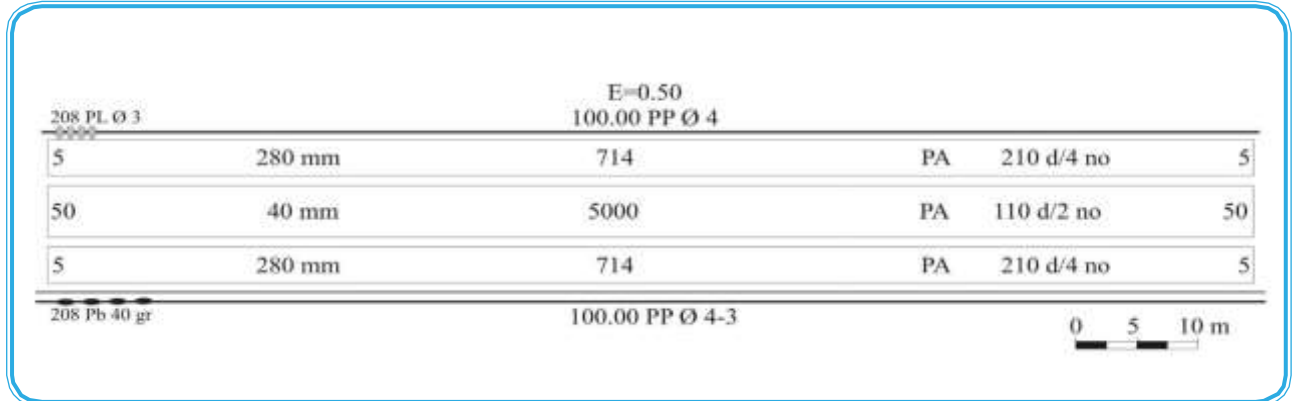 E=0.50
208 PL Ø 3 100.00 PP Ø 4
5 280 mm 714 PA 210 d/4 no 5
50 40 mm 5000 PA 110 d/2 no 50
5 280 mm 714 PA 210 d/4 no 5
208 Pb 40 gr 100.00 PP Ø 4-3
0 5 10 m